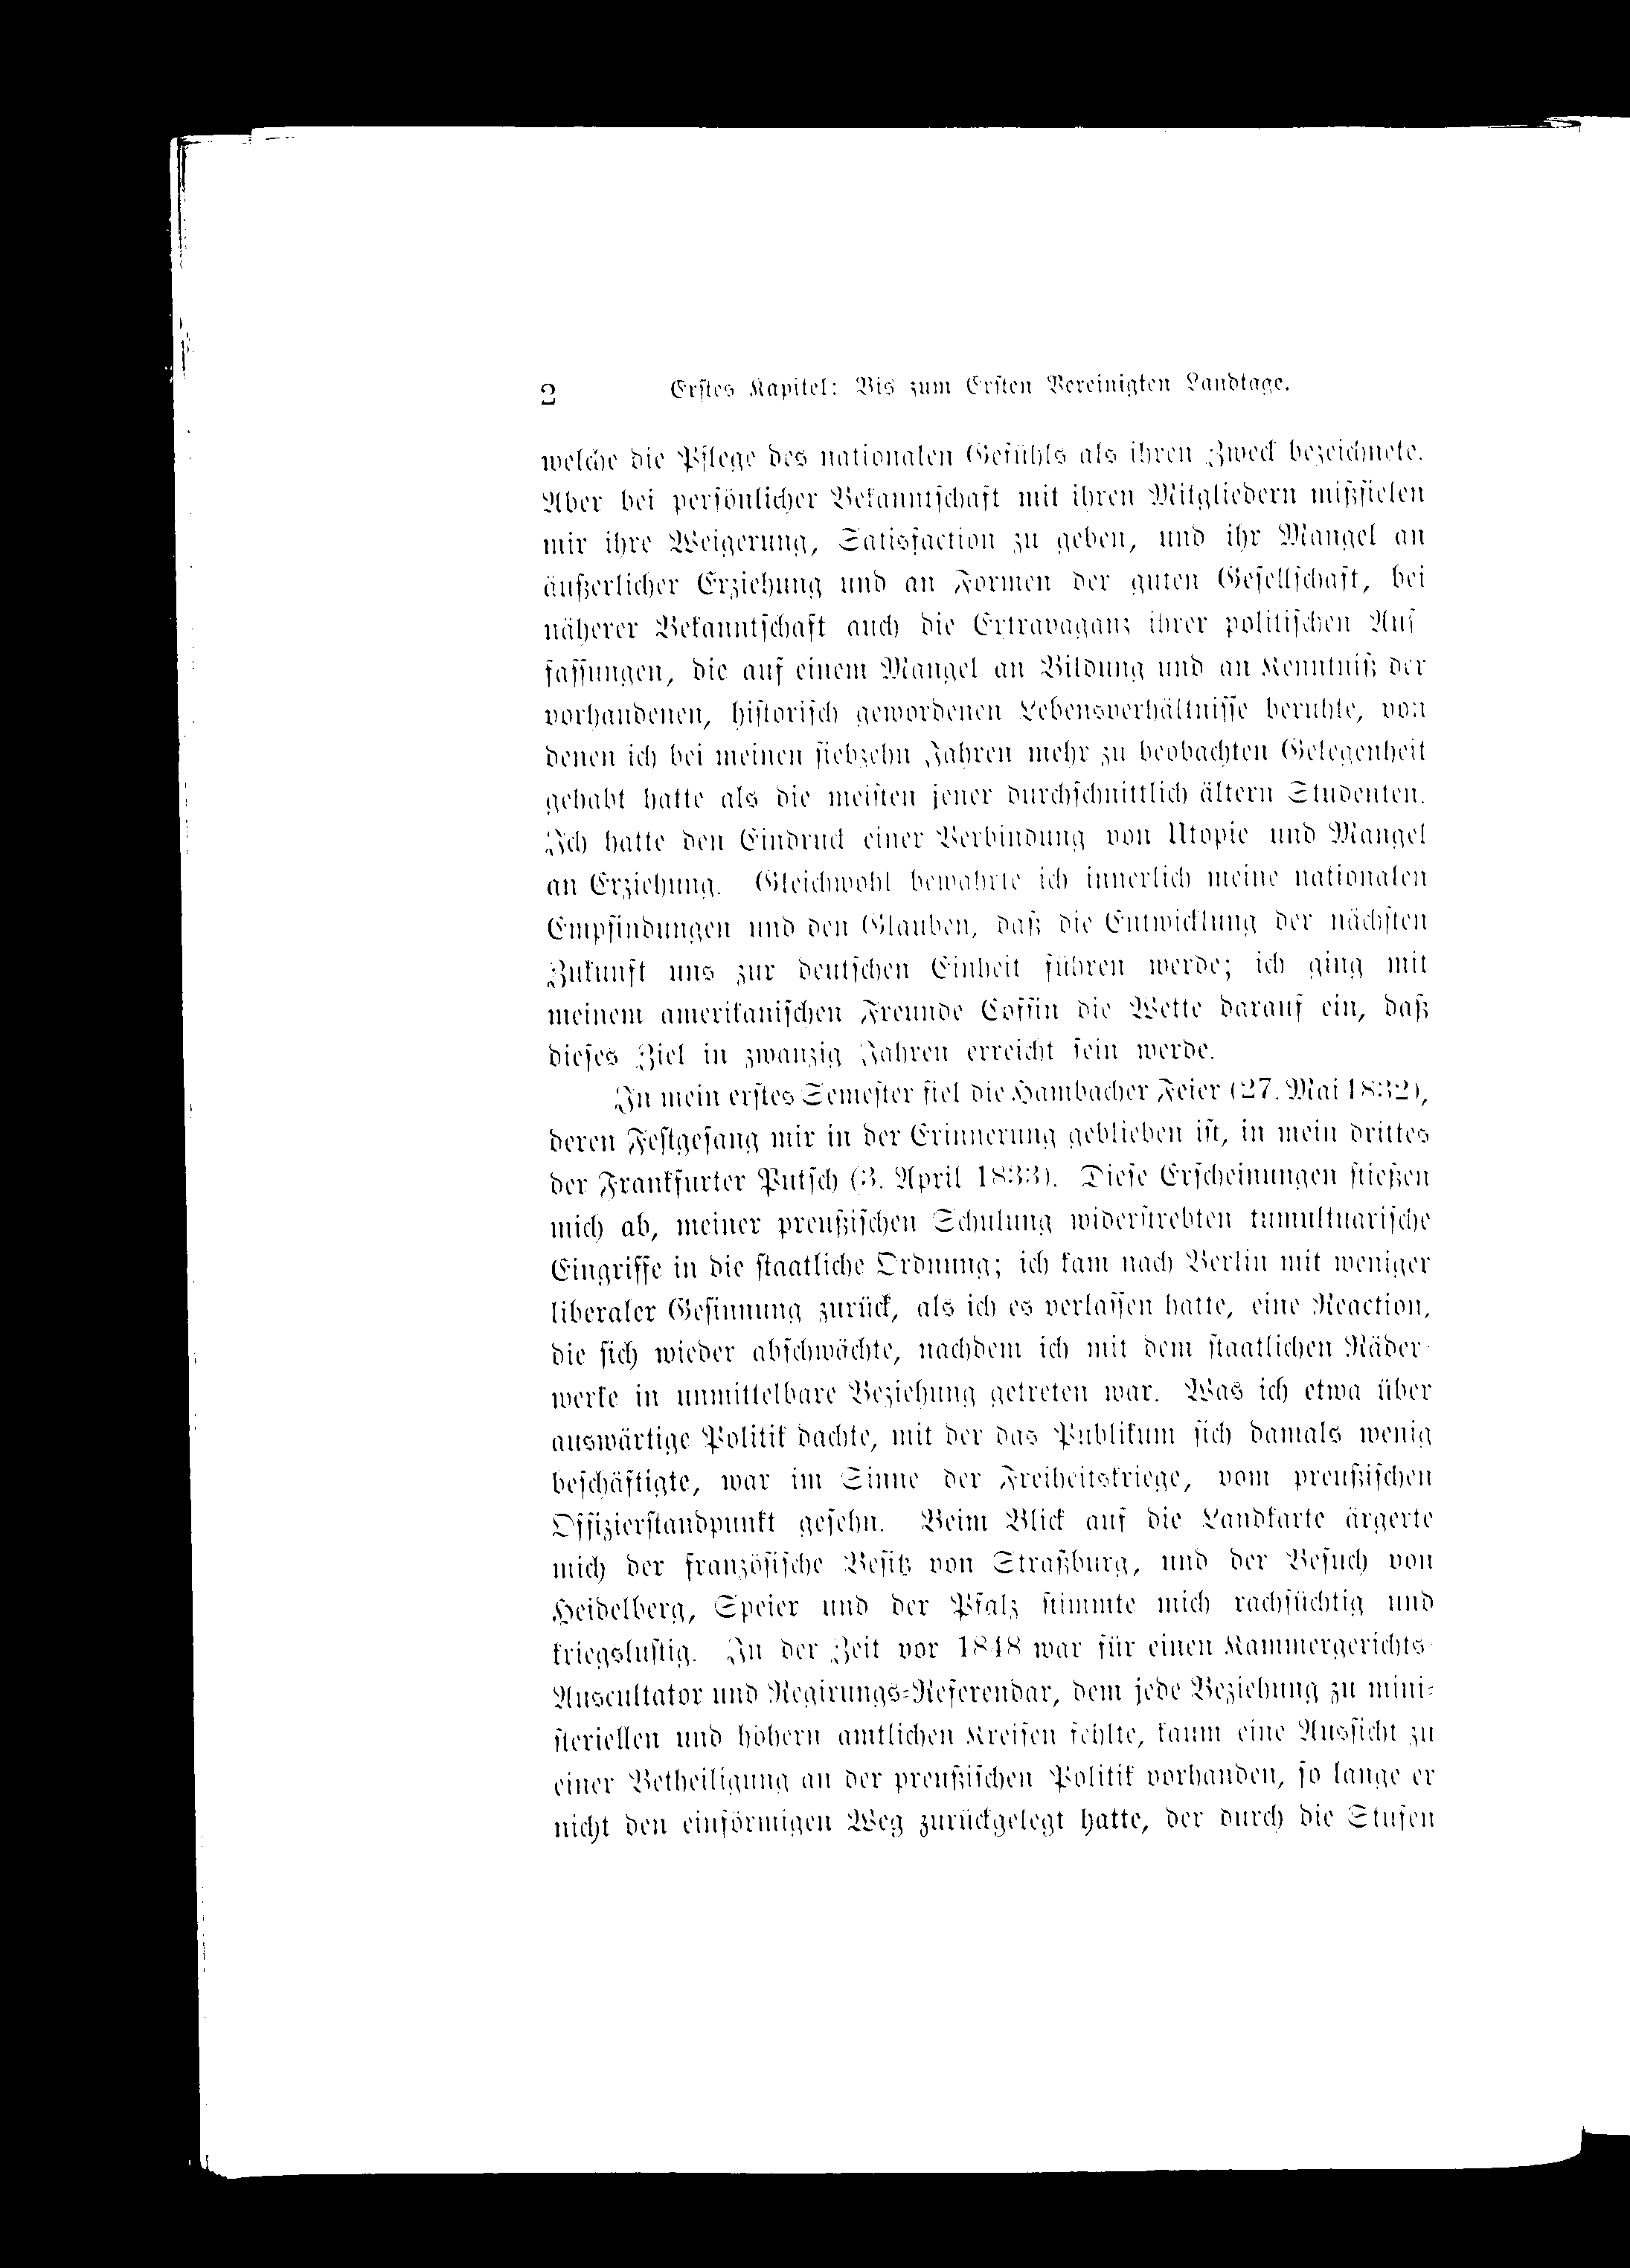 2 Erstes Kapitel: Bis zum Ersten Vereinigten Landtage.
welche die Pflege des nationalen Gefühls als ihren Zweck bezeichnete.
Aber bei persönlicher Bekanntschaft mit ihren Mitgliedern mißfielen
mir ihre Weigerung, Satisfaction zu geben, und ihr Mangel an
äußerlicher Erziehung und an Formen der guten Gesellschaft, bei
näherer Bekanntschaft auch die Extravaganz ihrer politischen Auf
fassungen, die auf einem Mangel an Bildung und an Kenntniß der
vorhandenen, historisch gewordenen Lebensverhältnisse beruhte, von
denen ich bei meinen siebzehn Jahren mehr zu beobachten Gelegenheit
gehabt hatte als die meisten jener durchschnittlich ältern Studenten.
Ich hatte den Eindruck einer Verbindung von Utopie und Mangel
an Erziehung. Gleichwohl bewahrte ich innerlich meine nationalen
Empfindungen und den Glauben, daß die Entwicklung der nächsten
Zukunft uns zur deutschen Einheit führen werde; ich ging mit
meinem amerikanischen Freunde Coffin die Wette darauf ein, daß
dieses Ziel in zwanzig Jahren erreicht sein werde.
In mein erstes Semester fiel die Hambacher Feier (27. Mai 1832),
deren Festgesang mir in der Erinnerung geblieben ist, in mein drittes
der Frankfurter Putsch (3. April 1833). Diese Erscheinungen stießen
mich ab, meiner preußischen Schulung widerstrebten tumultuarische
Eingriffe in die staatliche Ordnung; ich kam nach Berlin mit weniger
liberaler Gesinnung zurück, als ich es verlassen hatte, eine Reaction,
die sich wieder abschwächte, nachdem ich mit dem staatlichen Räder-
werke in unmittelbare Beziehung getreten war. Was ich etwa über
auswärtige Politik dachte, mit der das Publikum sich damals wenig
beschäftigte, war im Sinne der Freiheitskriege, vom preußischen
Offizierstandpunkt gesehn. Beim Blick auf die Landkarte ärgerte
mich der französische Besitz von Straßburg, und der Besuch von
Heidelberg, Speier und der Pfalz stimmte mich rachsüchtig und
kriegslustig. In der Zeit vor 1848 war für einen Kammergerichts-
Auscultator und Regirungs-Referendar, dem jede Beziehung zu mini-
steriellen und höhern amtlichen Kreisen fehlte, kaum eine Aussicht zu
einer Betheiligung an der preußischen Politik vorhanden, so lange er
nicht den einförmigen Weg zurückgelegt hatte, der durch die Stufen